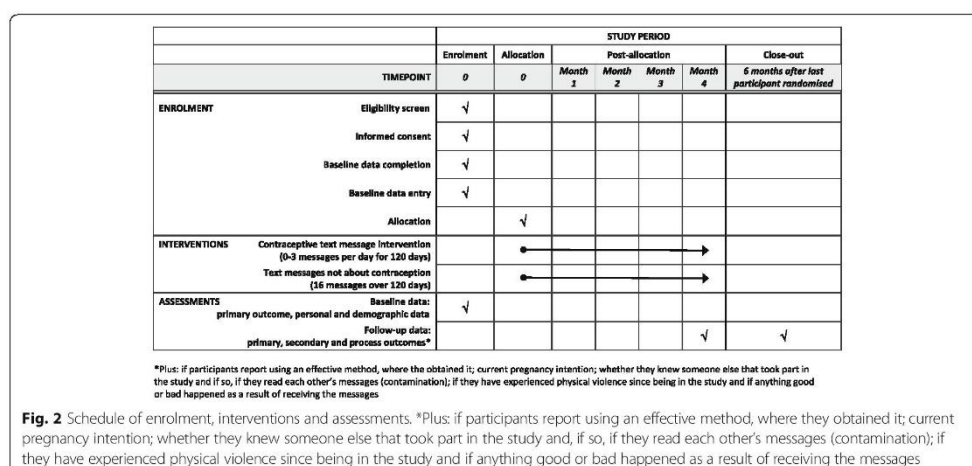 STUDY PERIOD
Enrolment Allocation Post-allocation Close-out
TIMEPOINT 0 0 Month 1 Month 2 Month 3 Month 4 6 months after last participant randomised
ENROLMENT Eligibility screen √
Informed consent √
Baseline data completion √
Baseline data entry √
Allocation √
INTERVENTIONS Contraceptive text message intervention
(0-3 messages per day for 120 days)
Text messages not about contraception
(16 messages over 120 days)
ASSESSMENTS Baseline data:
primary outcome, personal and demographic data √
Follow-up data:
primary, secondary and process outcomes* √ √
*Plus: if participants report using an effective method, where the obtained it; current pregnancy intention; whether they knew someone else that took part in
the study and if so, if they read each other's messages (contamination); if they have experienced physical violence since being in the study and if anything good
or bad happened as a result of receiving the messages
Fig. 2 Schedule of enrolment, interventions and assessments. *Plus: if participants report using an effective method, where they obtained it; current
pregnancy intention; whether they knew someone else that took part in the study and, if so, if they read each other's messages (contamination); if
they have experienced physical violence since being in the study and if anything good or bad happened as a result of receiving the messages